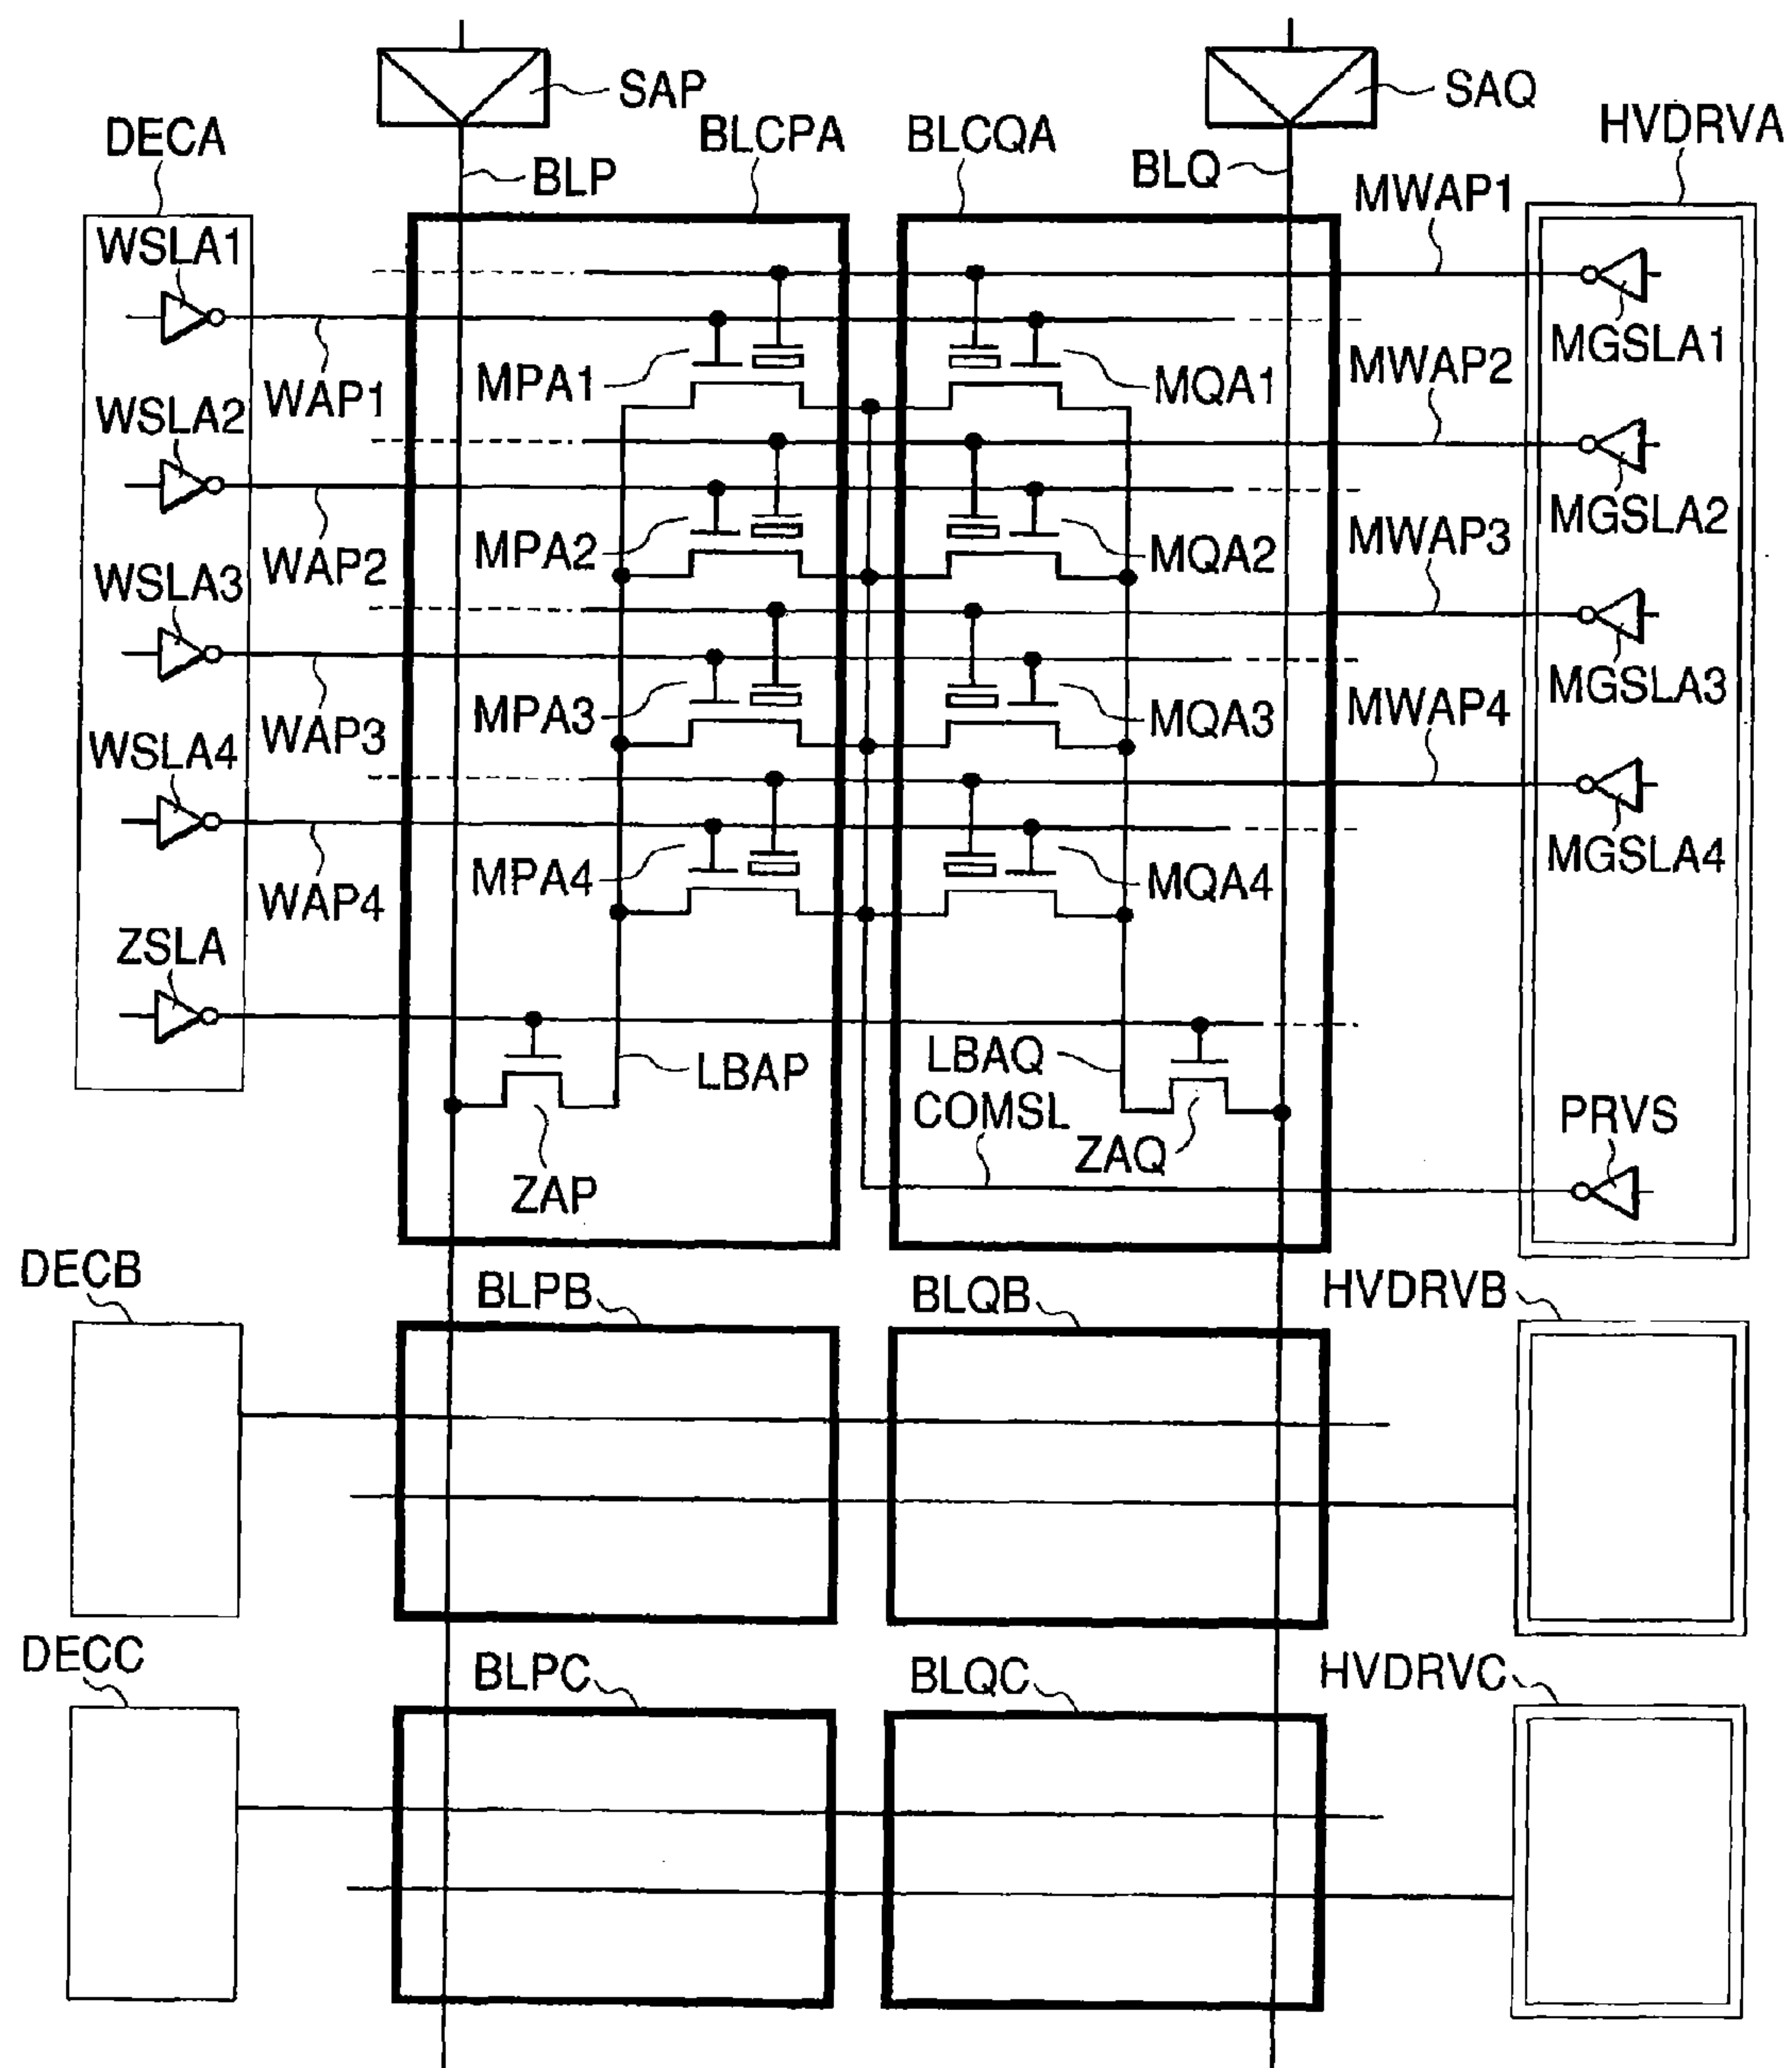 SAP
SAQ
DECA
BLCPA
BLCQA
HVDRVA
BLP
BLQ
MWAP1
WSLA1
MGSLA1
MPA1
MQA1
MWAP2
WAP1
WSLA2
MGSLA2
MPA2
MQA2
MWAP3
WAP2
WSLA3
MGSLA3
MPA3
MQA3
MWAP4
WAP3
WSLA4
MGSLA4
MPA4
MQA4
WAP4
ZSLA
LBAP
LBAQ
COMSL
PRVS
ZAQ
ZAP
DECB
BLPB
BLQB
HVDRVB
DECC
BLPC
BLQC
HVDRVC